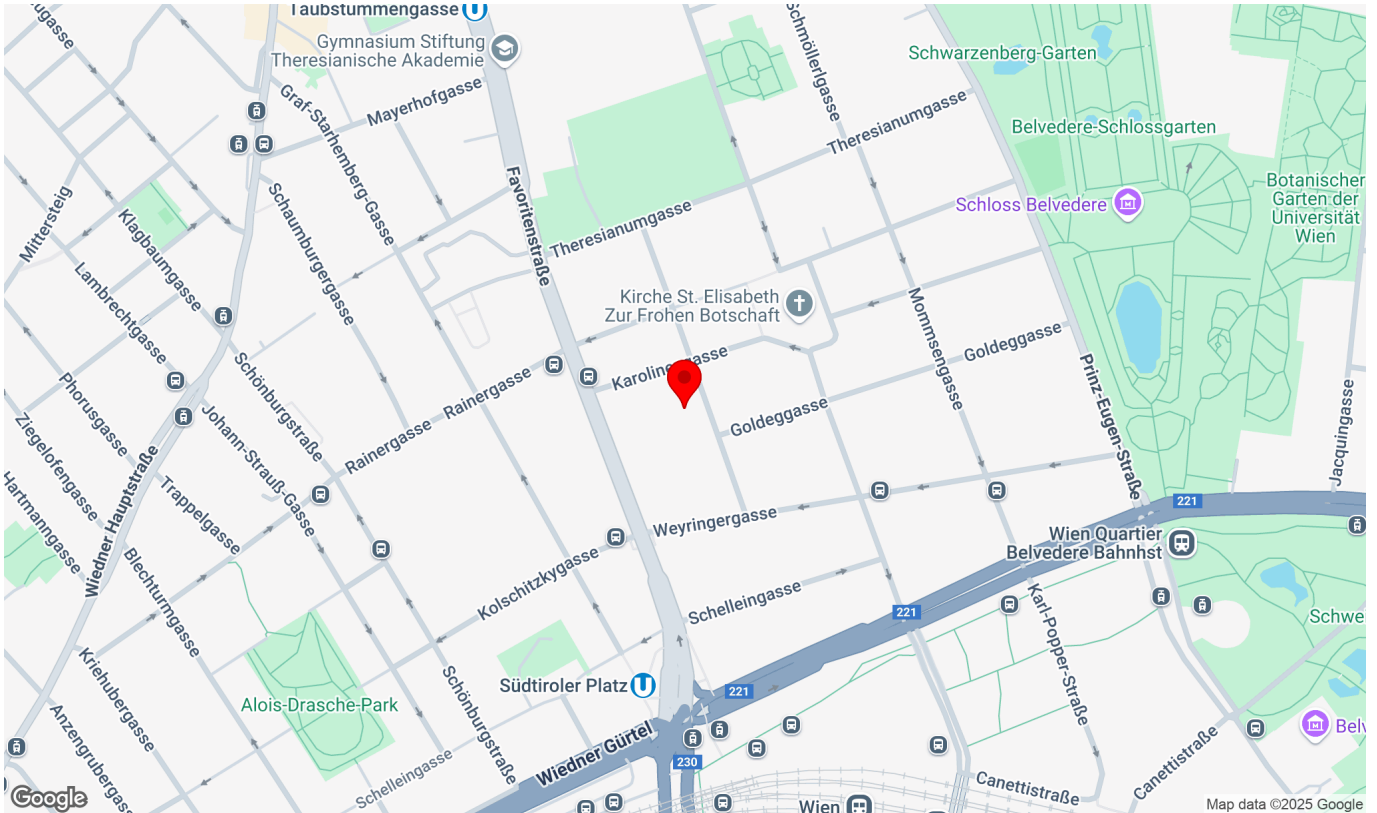 Taubstummengasse
Gymnasium Stiftung
Theresianische Akademie
Mayerhofgasse
Graf-Starhemberg-Gasse
Schmöllerlgasse
Schwarzenberg-Garten
Theresianumgasse
Belvedere-Schlossgarten
Botanischer
Garten der
Universität
Wien
Schloss Belvedere
Mittersteig
Klagbaumgasse
Schaumburgergasse
Favoritenstraße
Theresianumgasse
Lambrechtgasse
Kirche St. Elisabeth
Zur Frohen Botschaft
Mommsengasse
Goldeggasse
Prinz-Eugen-Straße
Karolinengasse
Rainergasse
Rainergasse
Schönburgstraße
Phorusgasse
Johann-Strauß-Gasse
Goldeggasse
Jacquingasse
Ziegelofengasse
Hartmanngasse
Wiedner Hauptstraße
Trappelgasse
Weyringergasse
221
Wien Quartier
Belvedere Bahnhst
Blechturmgasse
Kolschitzkygasse
Schelleingasse
221
Karl-Popper-Straße
Schwe
Kriehubergasse
Alois-Drasche-Park
Schönburgstraße
Südtiroler Platz
221
Anzengrubergasse
Schelleingasse
Wiedner Gürtel
230
Canettistraße
Canettistraße
Belv
Wien
Google
Map data ©2025 Google